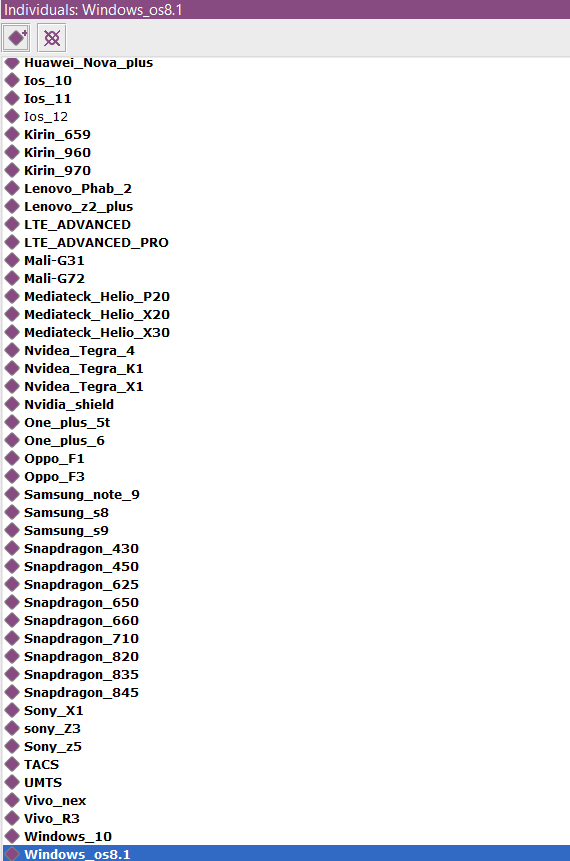 Individuals: Windows_os8.1
Huawei_Nova_plus
Ios_10
Ios_11
Ios_12
Kirin_659
Kirin_960
Kirin_970
Lenovo_Phab_2
Lenovo_z2_plus
LTE_ADVANCED
LTE_ADVANCED_PRO
Mali-G31
Mali-G72
Mediateck_Helio_P20
Mediateck_Helio_X20
Mediateck_Helio_X30
Nvidea_Tegra_4
Nvidea_Tegra_K1
Nvidea_Tegra_X1
Nvidia_shield
One_plus_5t
One_plus_6
Oppo_F1
Oppo_F3
Samsung_note_9
Samsung_s8
Samsung_s9
Snapdragon_430
Snapdragon_450
Snapdragon_625
Snapdragon_650
Snapdragon_660
Snapdragon_710
Snapdragon_820
Snapdragon_835
Snapdragon_845
Sony_X1
sony_Z3
Sony_z5
TACS
UMTS
Vivo_nex
Vivo_R3
Windows_10
Windows_os8.1